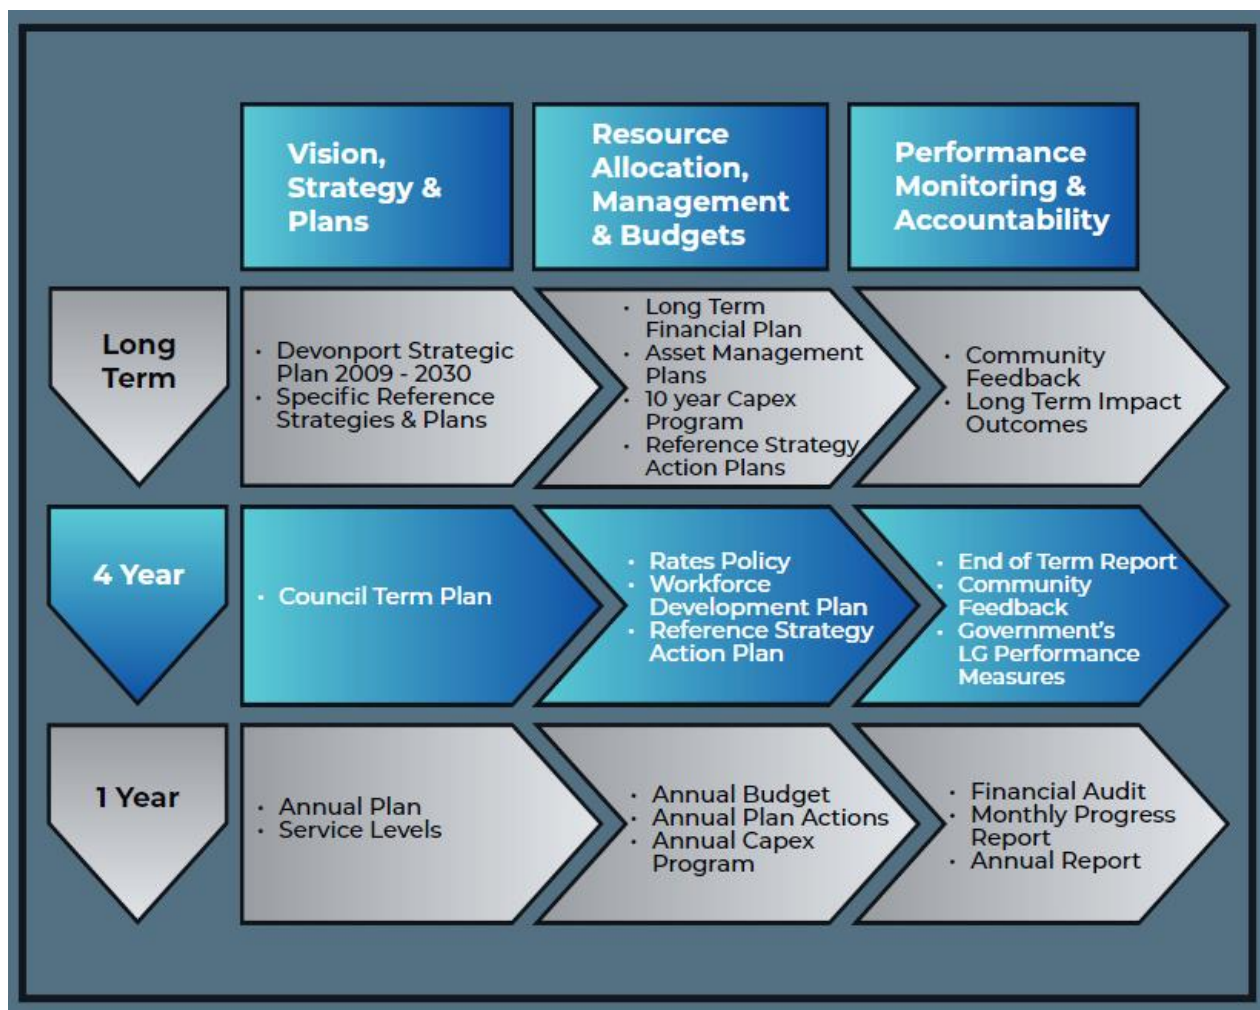 Vision,
Strategy &
Plans
Resource
Allocation,
Management
& Budgets
Performance
Monitoring &
Accountability
Long
Term
• Devonport Strategic
Plan 2009 - 2030
• Specific Reference
Strategies & Plans
• Long Term
Financial Plan
• Asset Management
Plans
• 10 year Capex
Program
• Reference Strategy
Action Plans
• Community
Feedback
• Long Term Impact
Outcomes
4 Year
• Council Term Plan
• Rates Policy
• Workforce
Development Plan
• Reference Strategy
Action Plan
• End of Term Report
• Community
Feedback
• Government's
LG Performance
Measures
1 Year
• Annual Plan
• Service Levels
• Annual Budget
• Annual Plan Actions
• Annual Capex
Program
• Financial Audit
• Monthly Progress
Report
• Annual Report